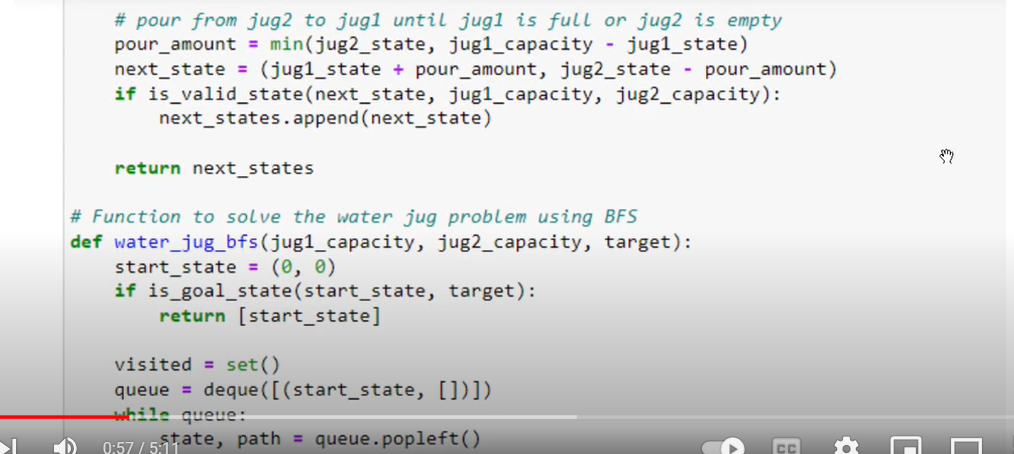 # pour from jug2 to jug1 until jug1 is full or jug2 is empty
pour_amount = min(jug2_state, jug1_capacity - jug1_state)
next_state = (jug1_state + pour_amount, jug2_state - pour_amount)
if is_valid_state(next_state, jug1_capacity, jug2_capacity):
next_states.append(next_state)
return next_states
# Function to solve the water jug problem using BFS
def water_jug_bfs(jug1_capacity, jug2_capacity, target):
start_state = (0, 0)
if is_goal_state(start_state, target):
return [start_state]
visited = set()
queue = deque([(start_state, [])])
while queue:
state, path = queue.popleft()
0:57 / 5:11
CC